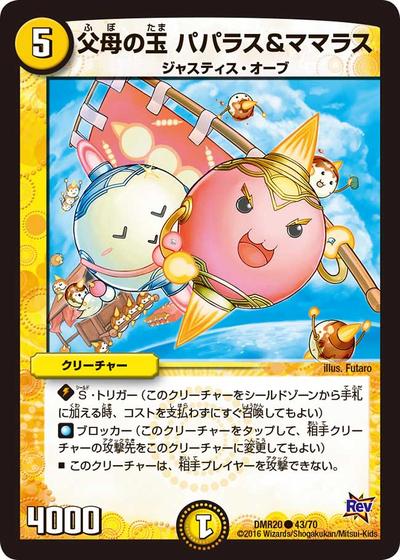 5
父母の玉 パパラス&ママラス
ふぼ たま
ジャスティス・オーブ
クリーチャー
illus. Futaro
S・トリガー（このクリーチャーをシールドゾーンから手札
に加える時、コストを支払わずにすぐ召喚してもよい）
ブロッカー（このクリーチャーをタップして、相手クリー
チャーの攻撃先をこのクリーチャーに変更してもよい）
■ このクリーチャーは、相手プレイヤーを攻撃できない。
4000
1
DMR20 ● 43/70
©2016 Wizards/Shogakukan/Mitsui-Kids
Rev